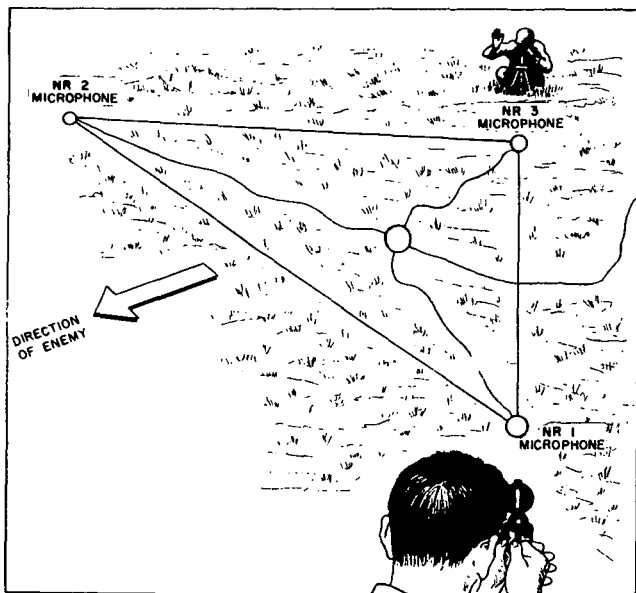 NR 2
MICROPHONE
NR 3
MICROPHONE
DIRECTION
OF ENEMY
NR 1
MICROPHONE